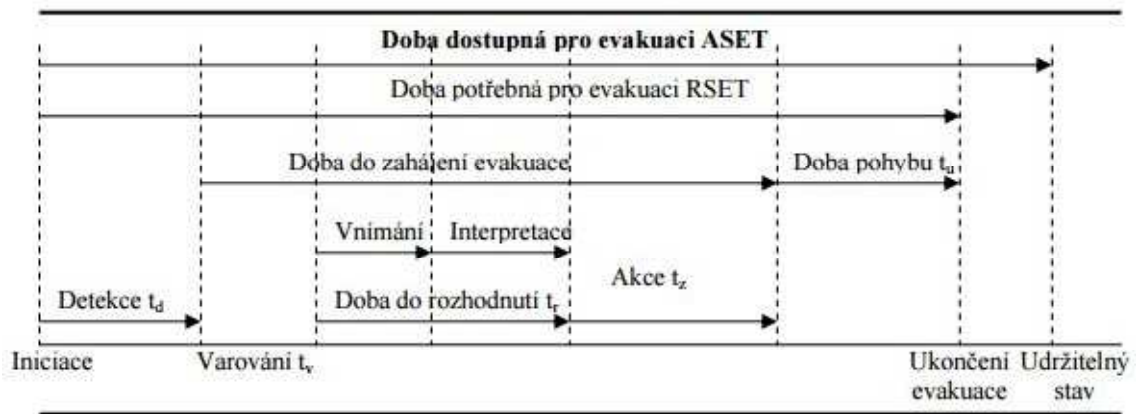 Doba dostupná pro evakuaci ASET
Doba potřebná pro evakuaci RSET
Doba do zahájení evakuace
Doba pohybu tu
Vnímání
Interpretace
Akce tz
Detekce td
Doba do rozhodnutí tr
Iniciace
Varování tv
Ukončení
evakuace
Udržitelný
stav